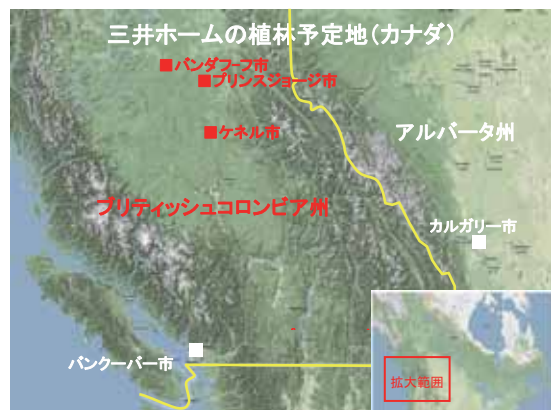 三井ホームの植林予定地(カナダ)
■バンダフーフ市
■プリンスジョージ市
■ケネル市
アルバータ州
ブリティッシュコロンビア州
カルガリー市
バンクーバー市
拡大範囲